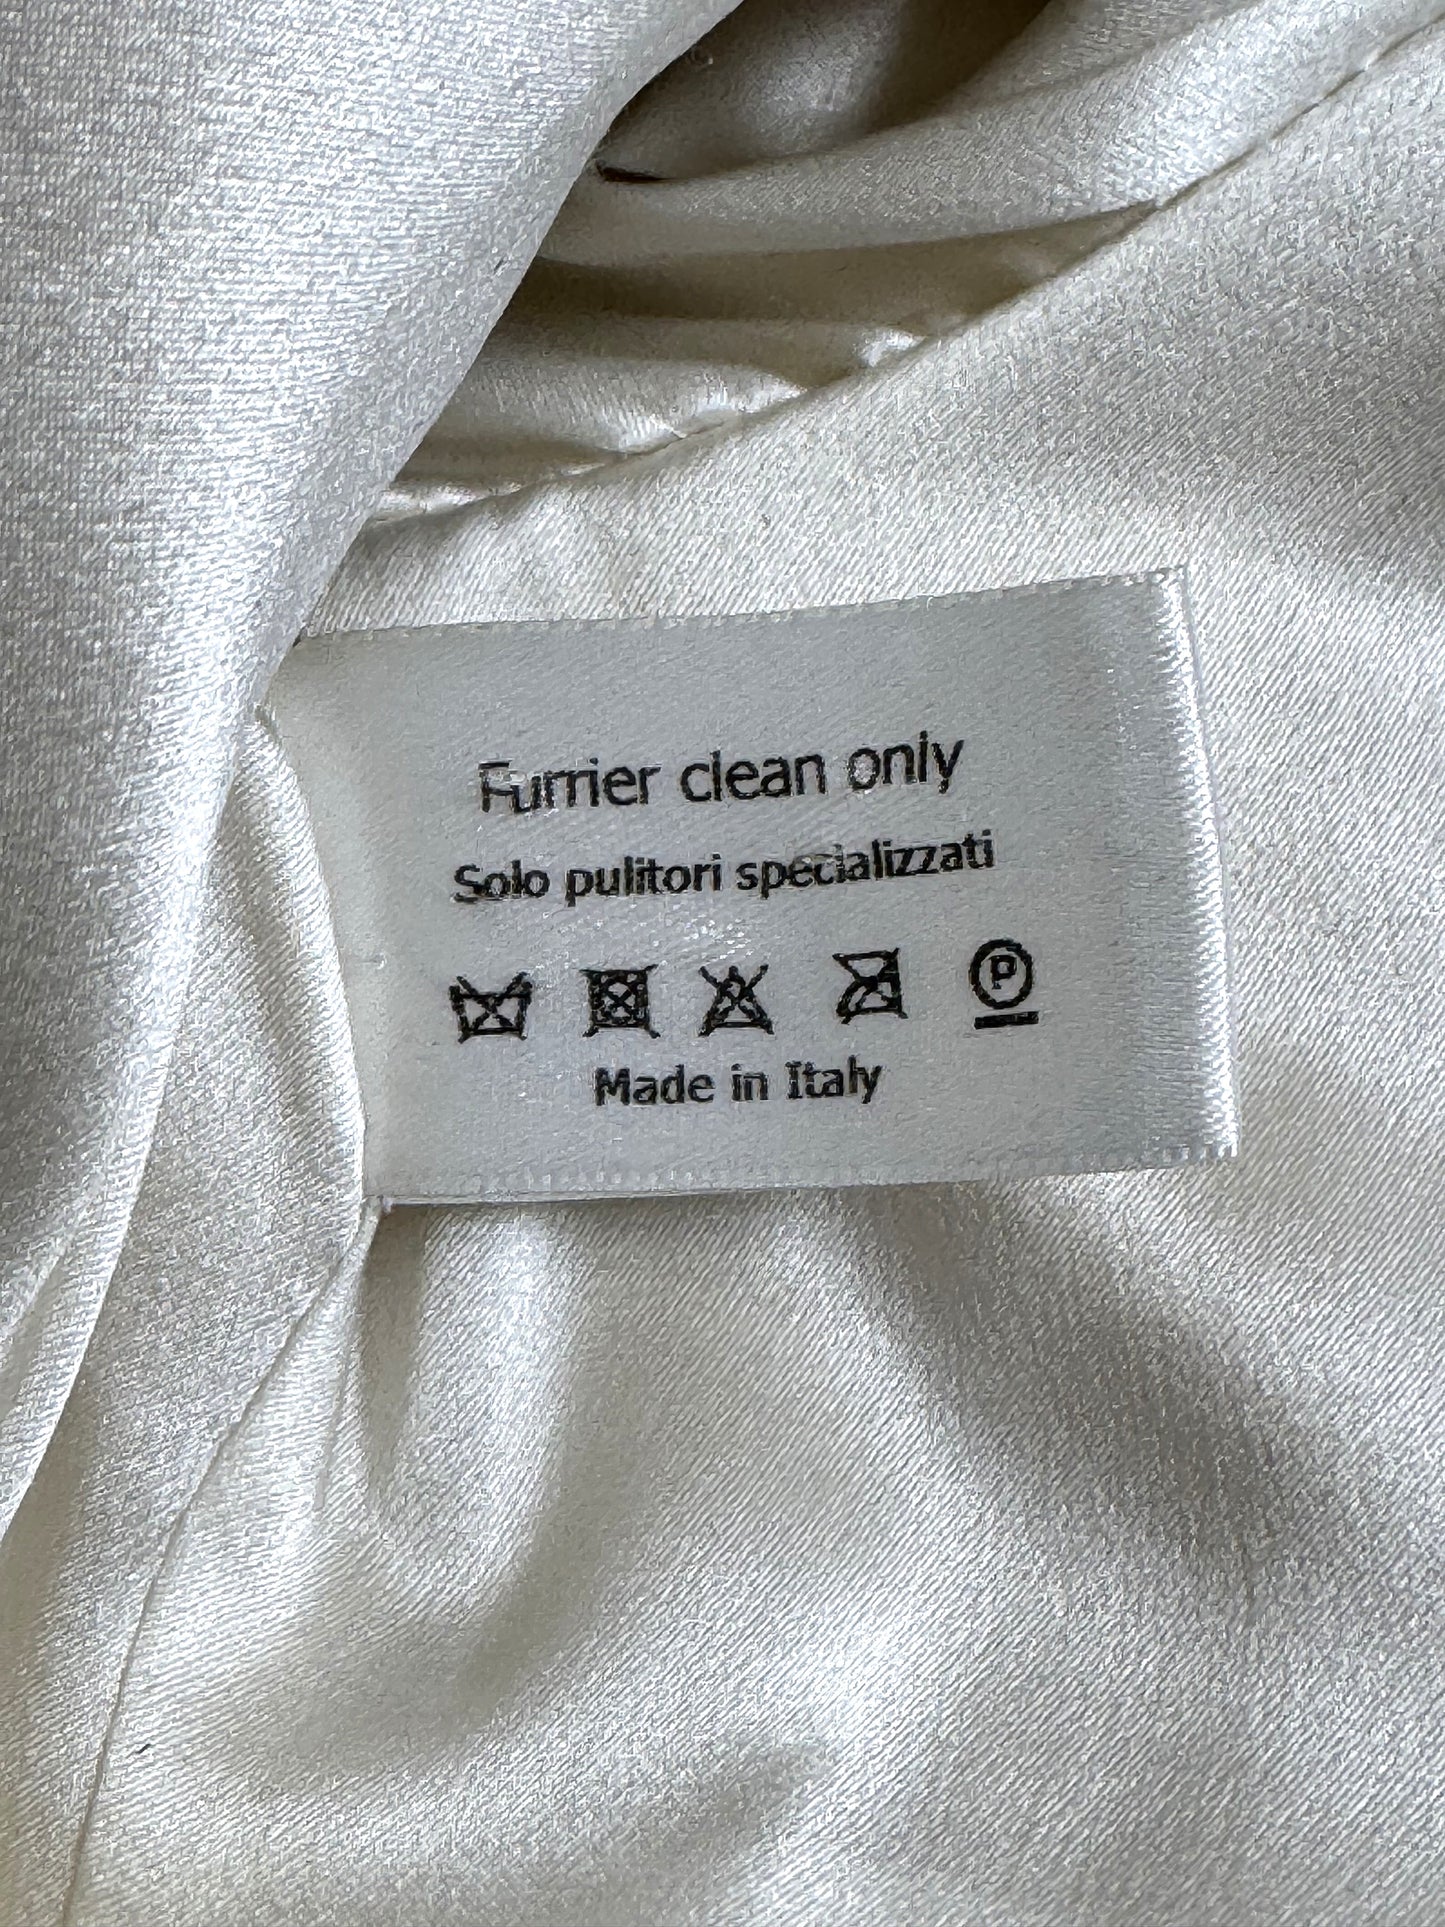 Furrier clean only
Solo pulitori specializzati
P
Made in Italy